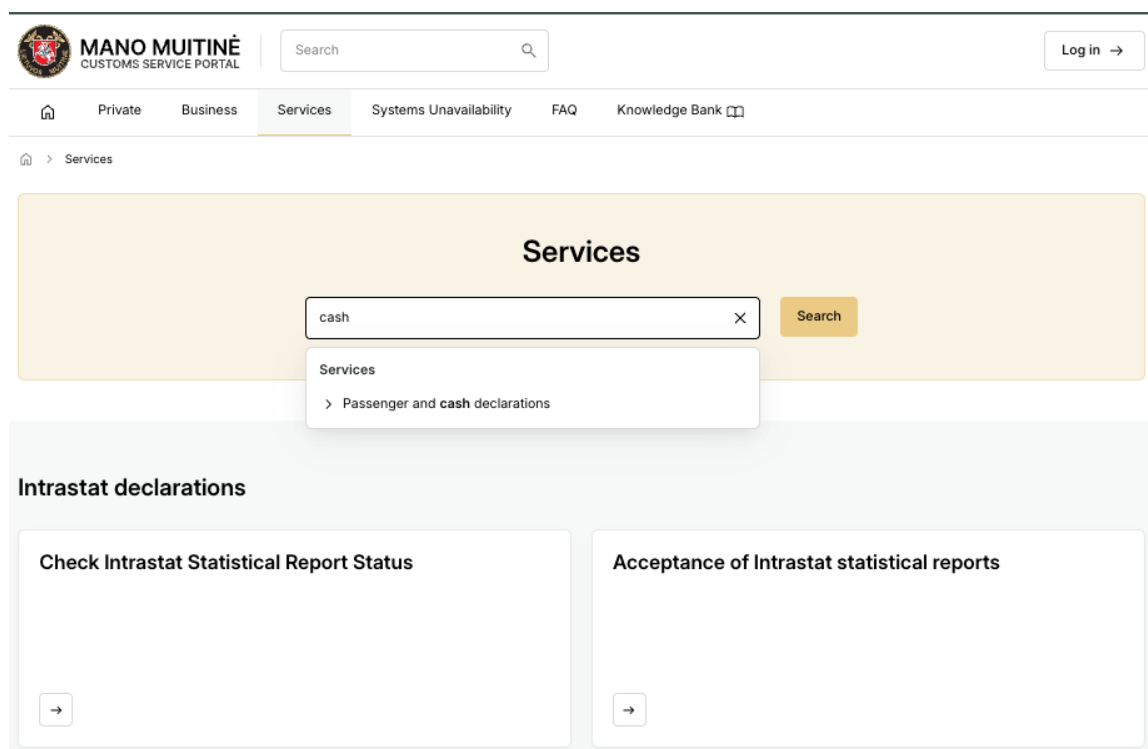 MANO MUITINĖ
CUSTOMS SERVICE PORTAL
Search
Log in →
Private Business Services Systems Unavailability FAQ Knowledge Bank
> Services
Services
cash
Search
Services
> Passenger and cash declarations
Intrastat declarations
Check Intrastat Statistical Report Status
Acceptance of Intrastat statistical reports
→ →